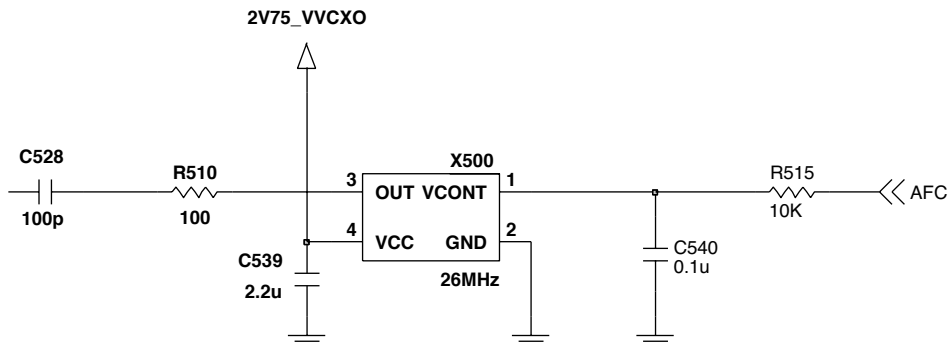 2V75_VVCXO
C528
100p
R510
100
X500
3
OUT VCONT
1
4
VCC GND
2
26MHz
C539
2.2u
R515
10K
AFC
C540
0.1u